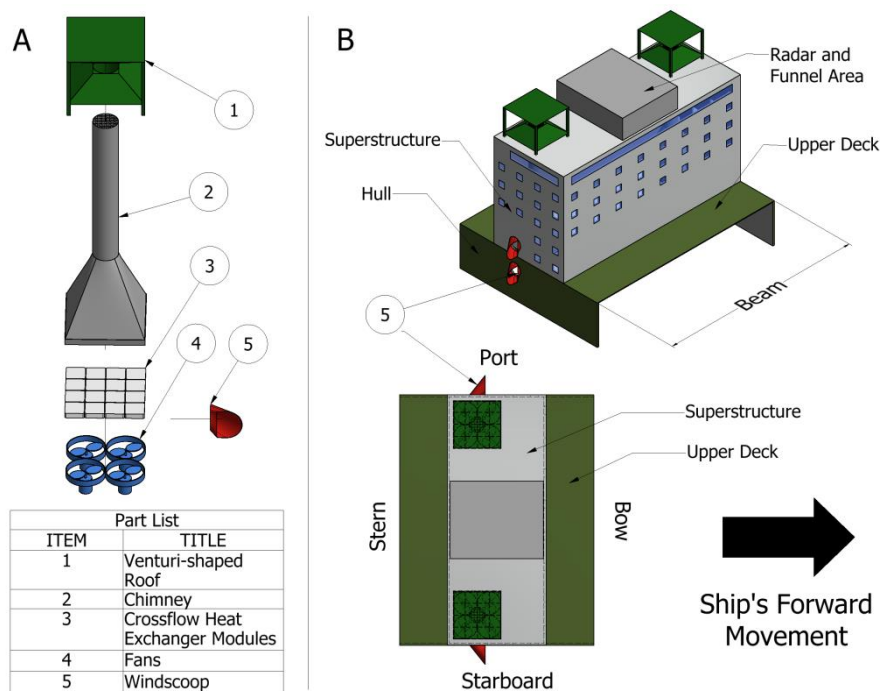 A
1
2
3
4
5
Part List
ITEM TITLE
1 Venturi-shaped
Roof
2 Chimney
3 Crossflow Heat
Exchanger Modules
4 Fans
5 Windscoop
B
Radar and
Funnel Area
Superstructure
Upper Deck
Hull
5
Beam
Port
Superstructure
Upper Deck
Stern
Bow
Starboard
Ship's Forward
Movement